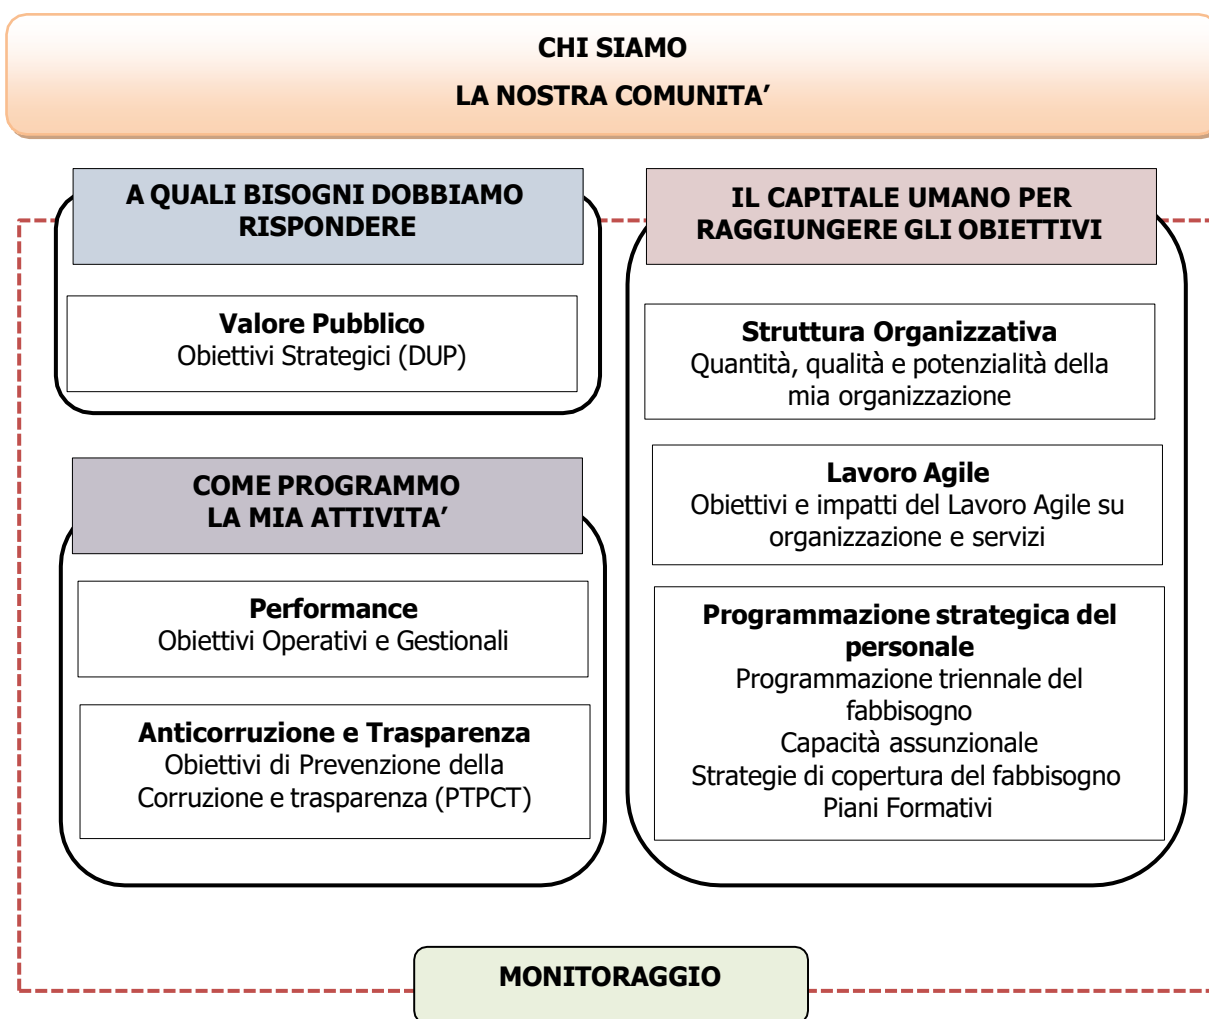 CHI SIAMO
LA NOSTRA COMUNITA’
A QUALI BISOGNI DOBBIAMO
RISPONDERE
Valore Pubblico
Obiettivi Strategici (DUP)
COME PROGRAMMO
LA MIA ATTIVITA’
Performance
Obiettivi Operativi e Gestionali
Anticorruzione e Trasparenza
Obiettivi di Prevenzione della
Corruzione e trasparenza (PTPCT)
IL CAPITALE UMANO PER
RAGGIUNGERE GLI OBIETTIVI
Struttura Organizzativa
Quantità, qualità e potenzialità della
mia organizzazione
Lavoro Agile
Obiettivi e impatti del Lavoro Agile su
organizzazione e servizi
Programmazione strategica del
personale
Programmazione triennale del
fabbisogno
Capacità assunzionale
Strategie di copertura del fabbisogno
Piani Formativi
MONITORAGGIO